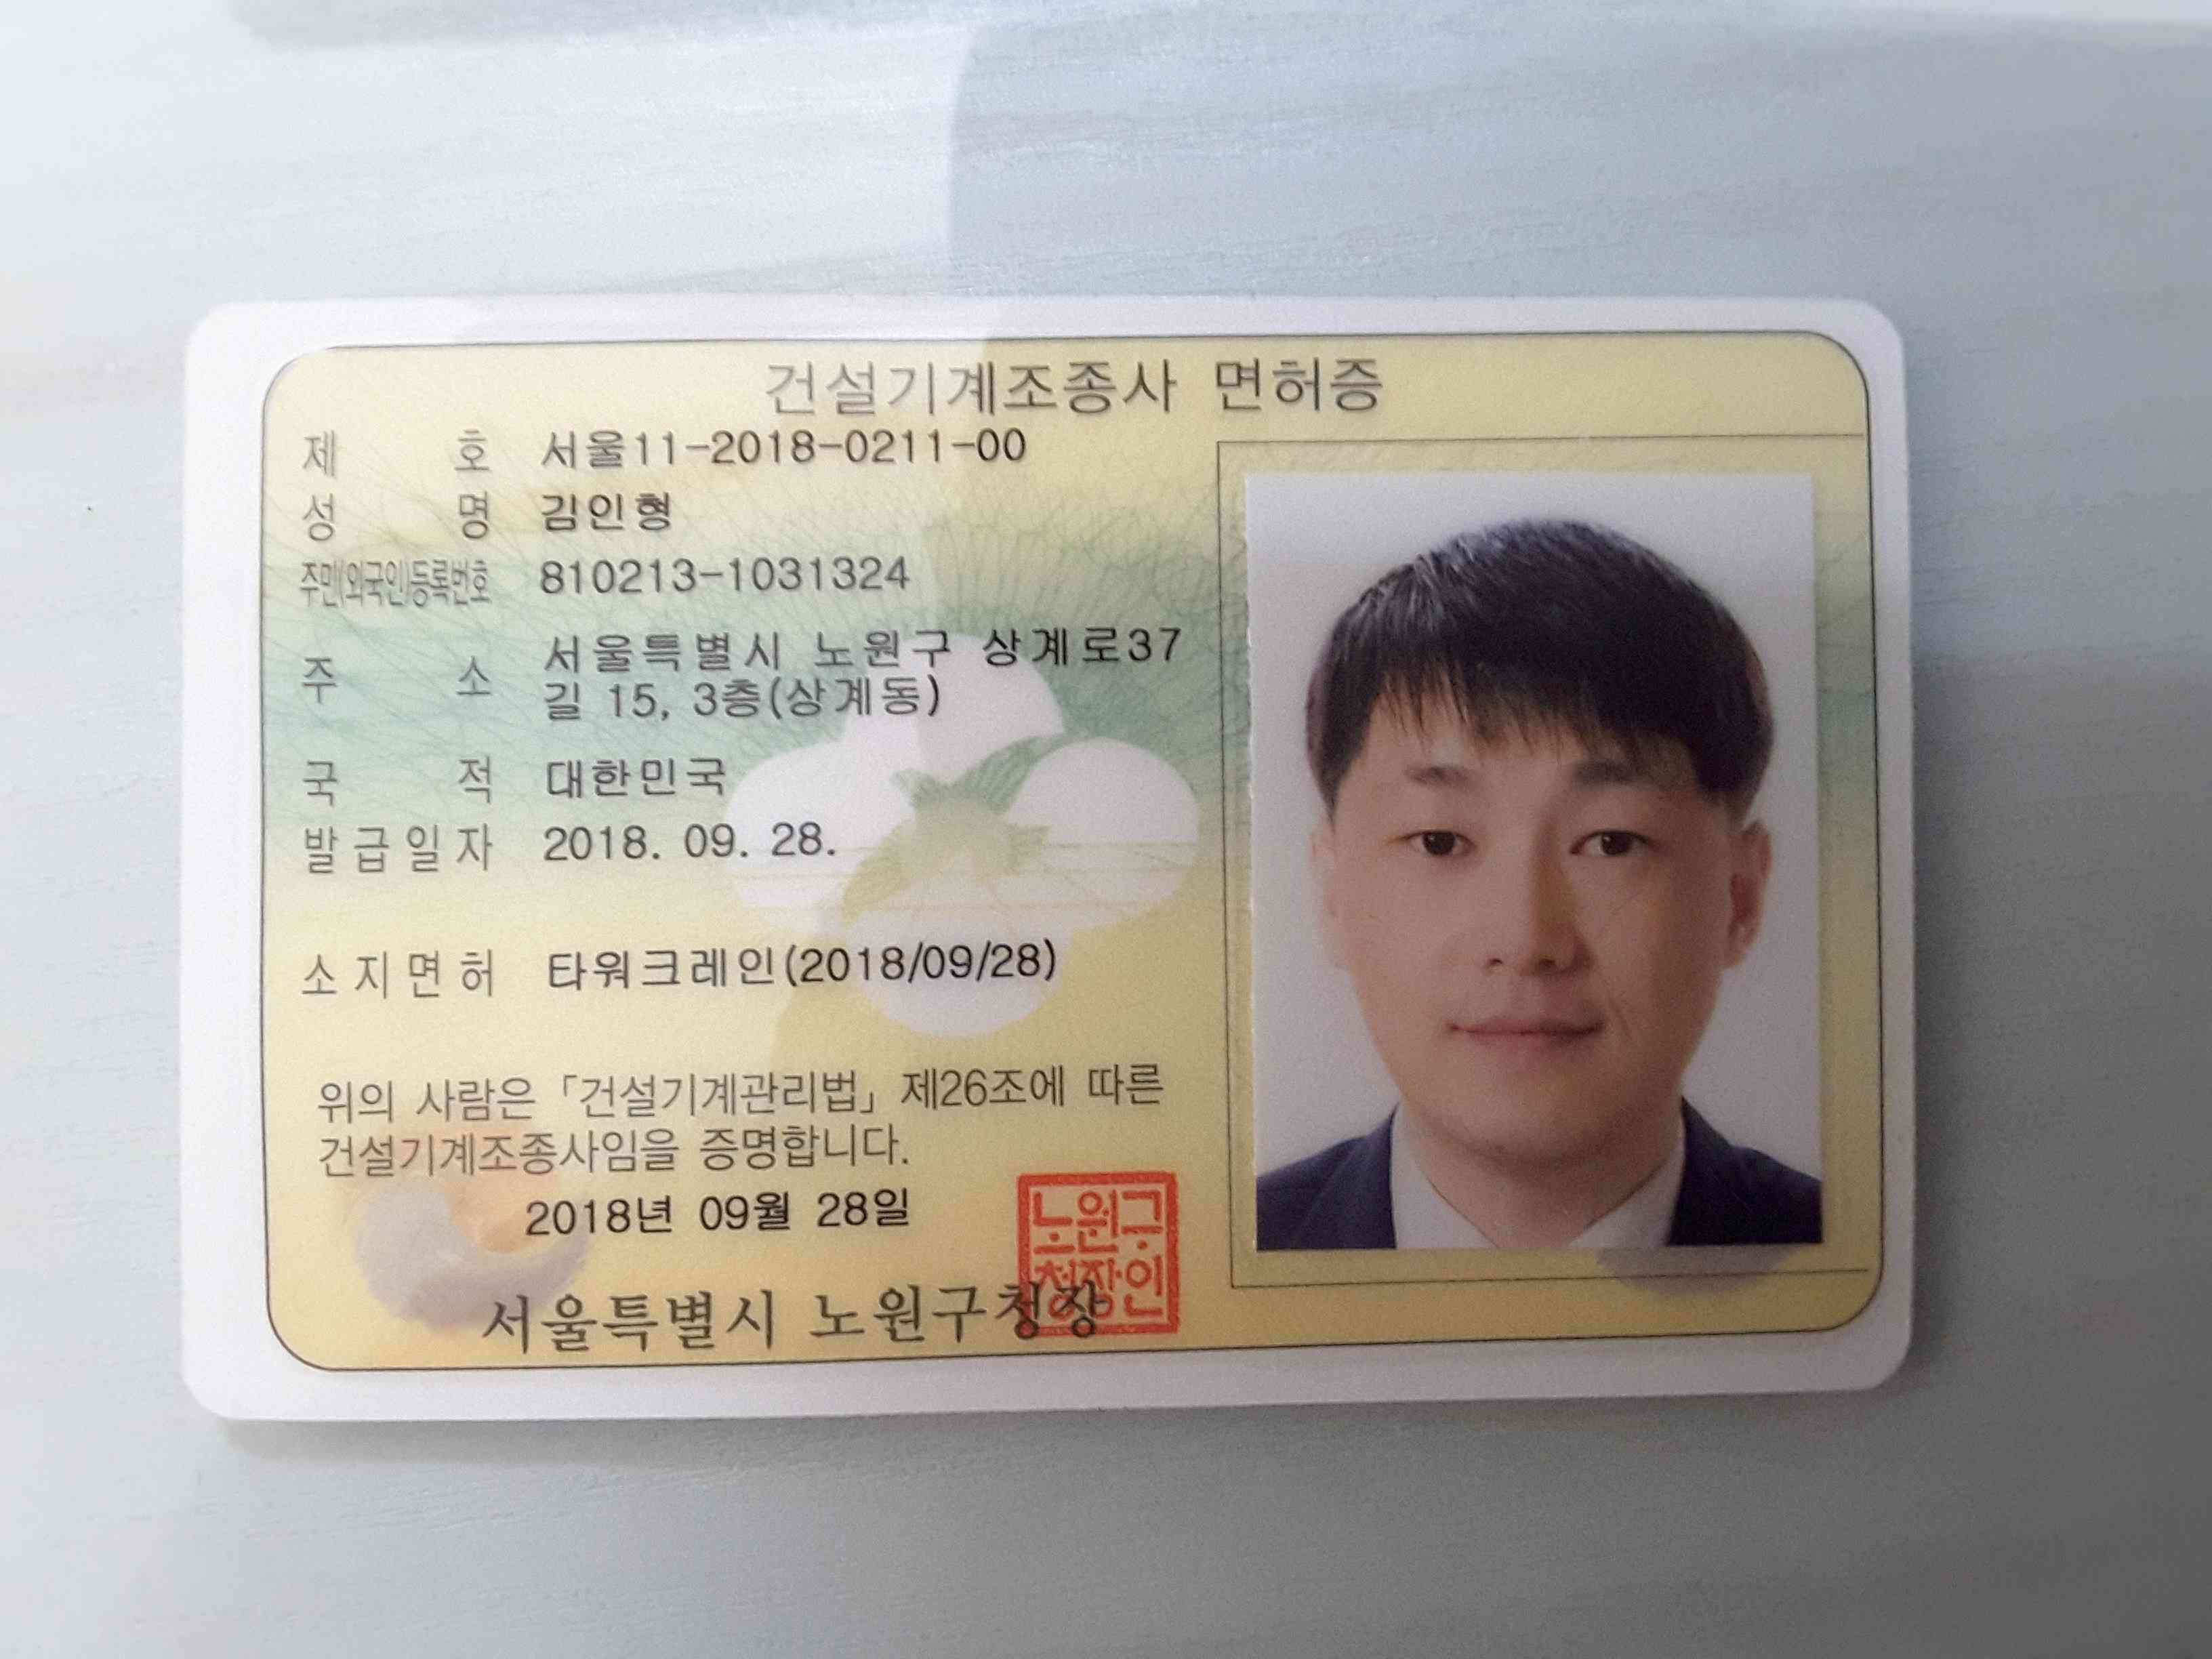 건설기계조종사 면허증
제 호 서울11-2018-0211-00
성 명 김인형
주민(외국인)등록번호 810213-1031324
주 소 서울특별시 노원구 상계로37
길 15, 3층(상계동)
국 적 대한민국
발급일자 2018. 09. 28.
소지면허 타워크레인(2018/09/28)
위의 사람은 「건설기계관리법」 제26조에 따른
건설기계조종사임을 증명합니다.
2018년 09월 28일
서울특별시 노원구청장
노원구
청장인